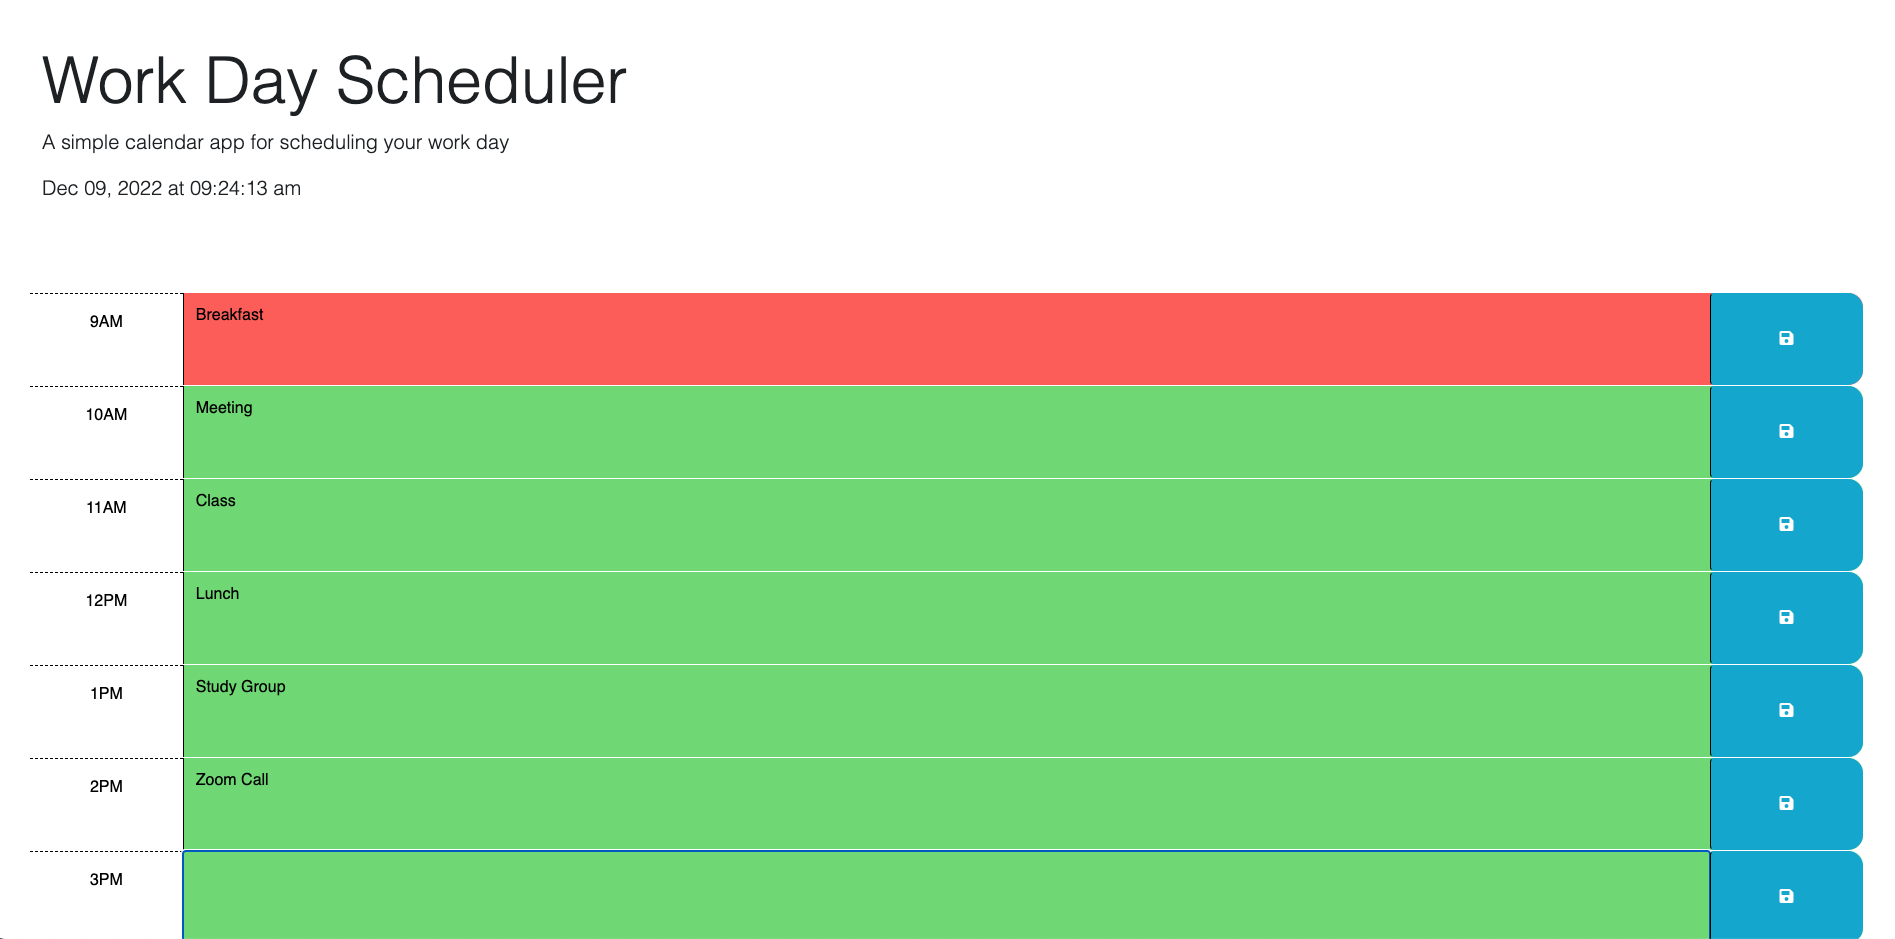 Work Day Scheduler
A simple calendar app for scheduling your work day
Dec 09, 2022 at 09:24:13 am
9AM Breakfast
10AM Meeting
11AM Class
12PM Lunch
1PM Study Group
2PM Zoom Call
3PM